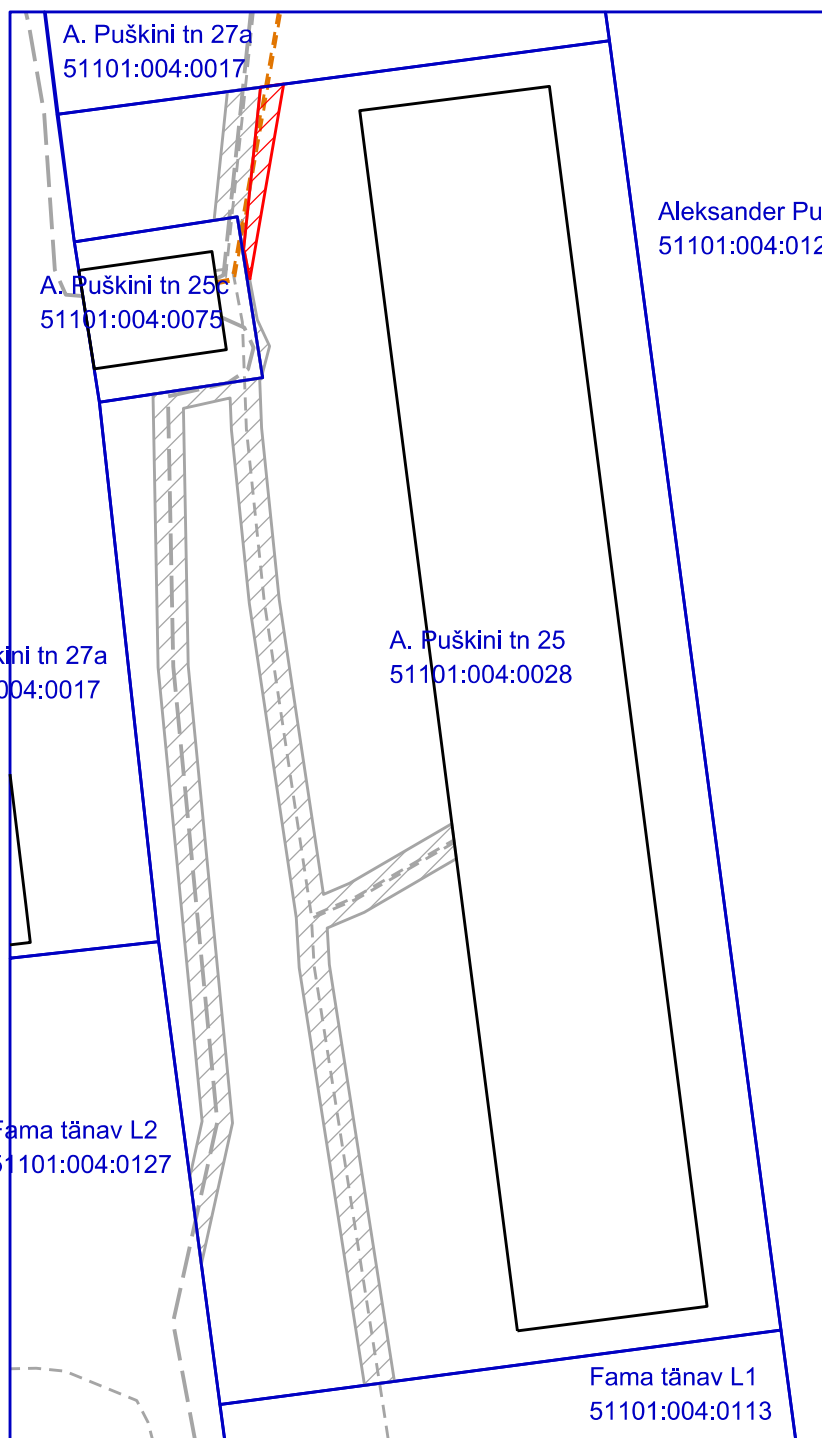 A. Puškini tn 27a
51101:004:0017
Aleksander Pu
51101:004:012
A. Puškini tn 25c
51101:004:0075
A. Puškini tn 25
51101:004:0028
kini tn 27a
004:0017
Fama tänav L2
51101:004:0127
Fama tänav L1
51101:004:0113